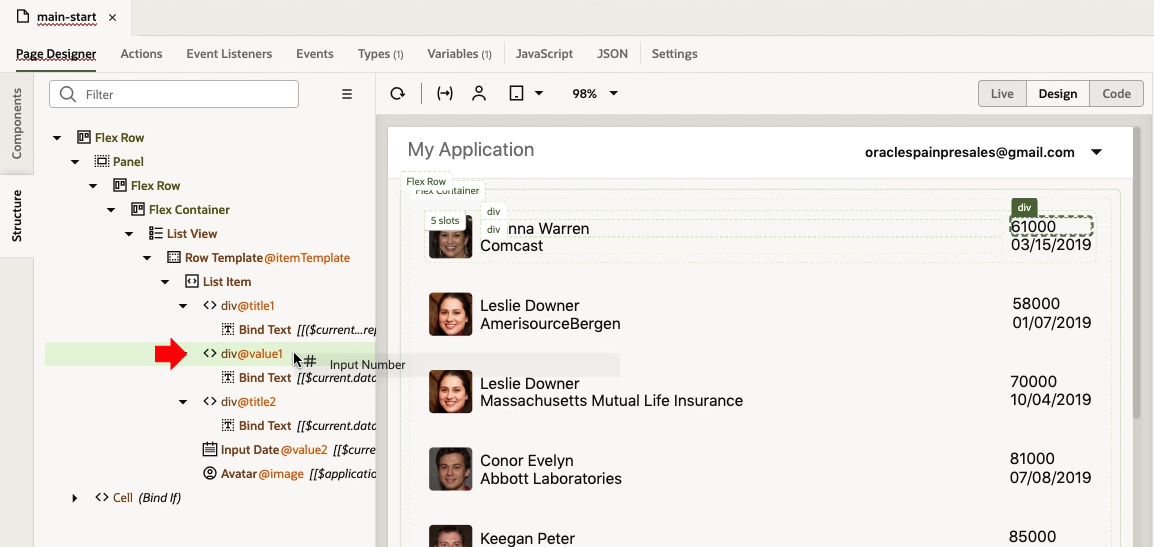 main-start ×
Page Designer Actions Event Listeners Events Types (1) Variables (1) JavaScript JSON Settings
Components
Structure
Filter
98%
Live Design Code
Flex Row
Panel
Flex Row
Flex Container
List View
Row Template @itemTemplate
List Item
div@title1
Bind Text [[($current...rep
div@value1
# Input Number
Bind Text [[$current.data
div@title2
Bind Text [[$current.data
Input Date @value2 [[$curre
Avatar @image [[$applicatio
Cell (Bind If)
My Application
oraclespainpresales@gmail.com
Flex Row
Flex Container
div
5 slots
div
div
nna Warren
61000
Comcast
03/15/2019
Leslie Downer
58000
AmerisourceBergen
01/07/2019
Leslie Downer
70000
Massachusetts Mutual Life Insurance
10/04/2019
Conor Evelyn
81000
Abbott Laboratories
07/08/2019
Keegan Peter
85000